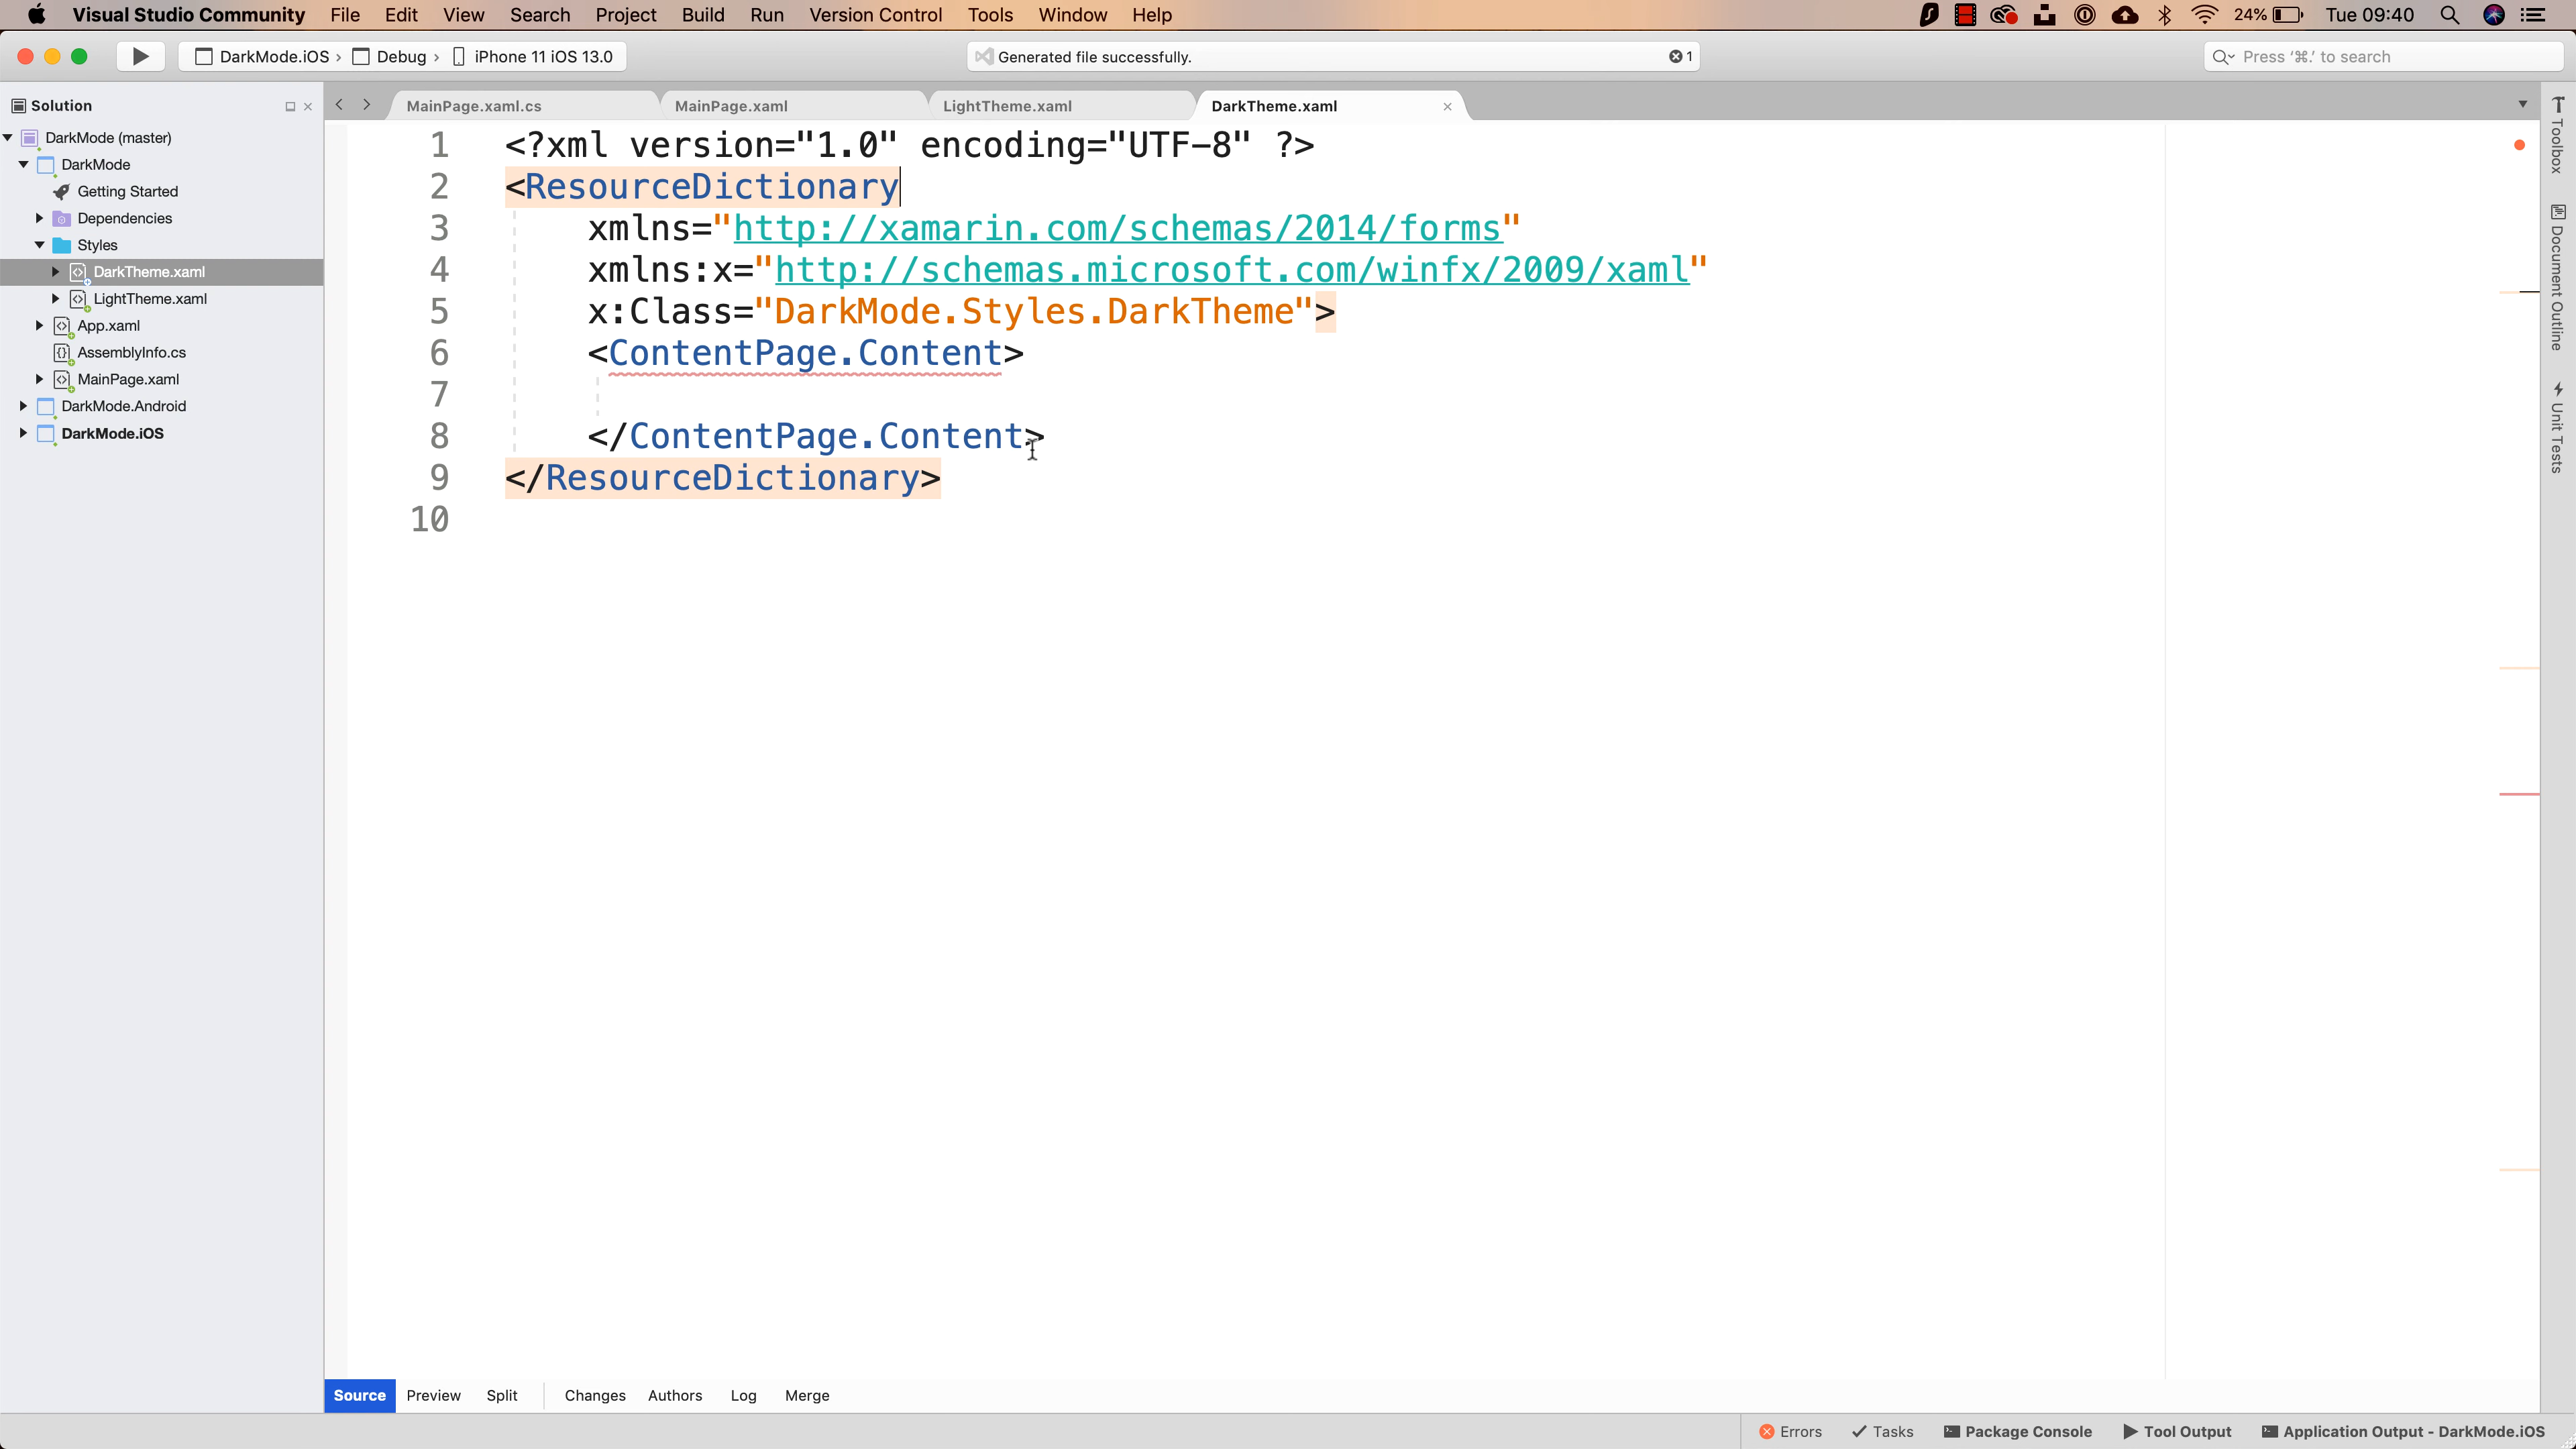 Visual Studio Community File Edit View Search Project Build Run Version Control Tools Window Help 24% Tue 09:40
DarkMode.iOS › Debug › iPhone 11 iOS 13.0 Generated file successfully. 1 Press '⌘.' to search
Solution
MainPage.xaml.cs MainPage.xaml LightTheme.xaml DarkTheme.xaml
DarkMode (master)
DarkMode
Getting Started
Dependencies
Styles
DarkTheme.xaml
LightTheme.xaml
App.xaml
AssemblyInfo.cs
MainPage.xaml
DarkMode.Android
DarkMode.iOS
1 <?xml version="1.0" encoding="UTF-8" ?>
2 <ResourceDictionary
3 xmlns="http://xamarin.com/schemas/2014/forms"
4 xmlns:x="http://schemas.microsoft.com/winfx/2009/xaml"
5 x:Class="DarkMode.Styles.DarkTheme">
6 <ContentPage.Content>
7
8 </ContentPage.Content>
9 </ResourceDictionary>
10
Toolbox
Document Outline
Unit Tests
Source Preview Split Changes Authors Log Merge
Errors Tasks Package Console Tool Output Application Output - DarkMode.iOS